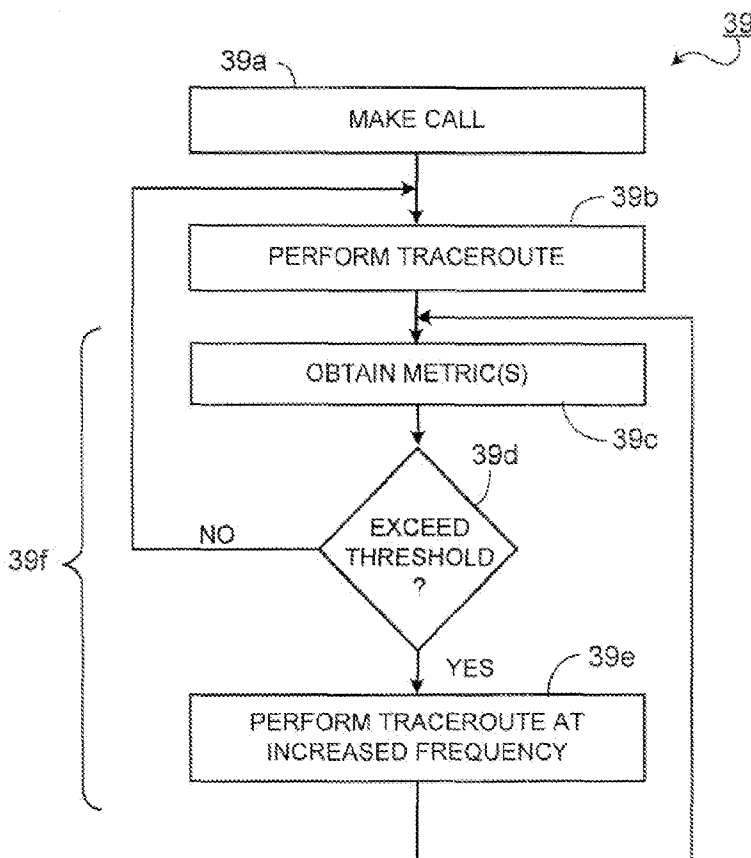 39
39a
MAKE CALL
39b
PERFORM TRACEROUTE
OBTAIN METRIC(S)
39c
39d
EXCEED
THRESHOLD
?
NO
39f
YES
39e
PERFORM TRACEROUTE AT
INCREASED FREQUENCY